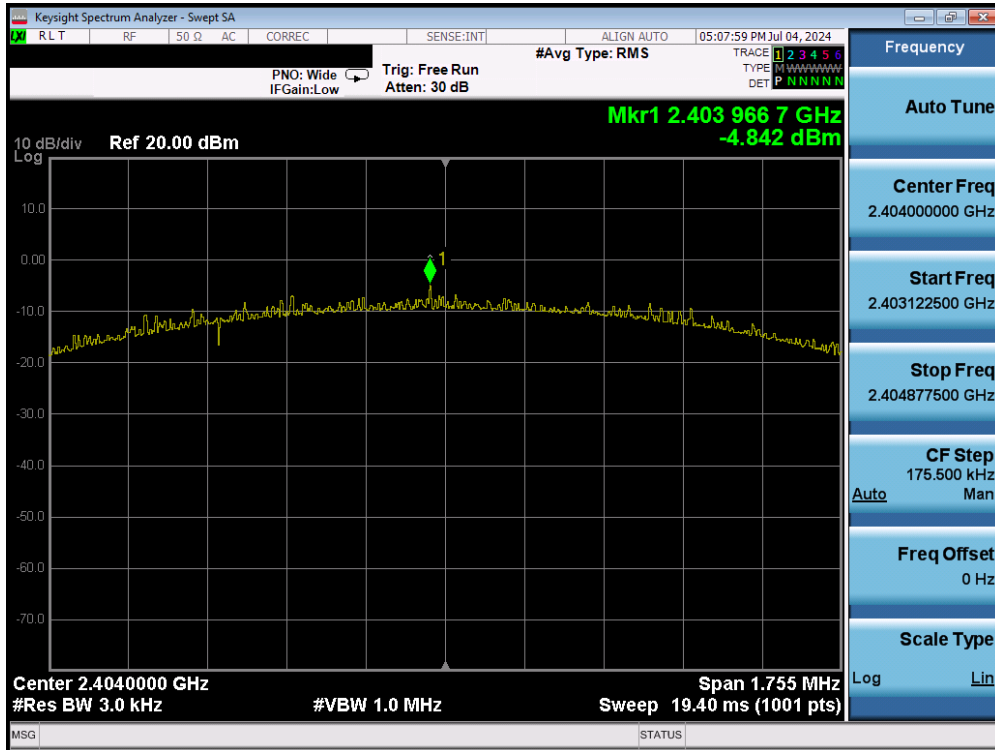 Keysight Spectrum Analyzer - Swept SA
LXI RLT RF 50 Ω AC CORREC SENSE:INT ALIGN AUTO 05:07:59 PM Jul 04, 2024
#Avg Type: RMS
TRACE 1 2 3 4 5 6
TYPE M WWWWW
DET P N N N N N
PNO: Wide
IFGain:Low
Trig: Free Run
Atten: 30 dB
Mkr1 2.403 966 7 GHz
-4.842 dBm
10 dB/div
Log
Ref 20.00 dBm
10.0
0.00
-10.0
-20.0
-30.0
-40.0
-50.0
-60.0
-70.0
1
Center 2.4040000 GHz
Span 1.755 MHz
#Res BW 3.0 kHz
#VBW 1.0 MHz
Sweep 19.40 ms (1001 pts)
MSG
STATUS
Frequency
Auto Tune
Center Freq
2.404000000 GHz
Start Freq
2.403122500 GHz
Stop Freq
2.404877500 GHz
CF Step
175.500 kHz
Auto Man
Freq Offset
0 Hz
Scale Type
Log Lin